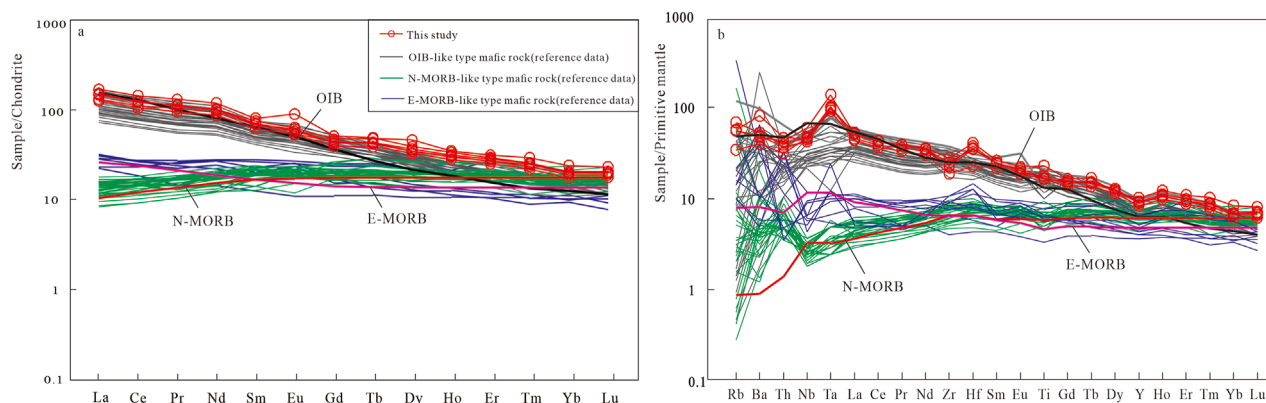 1000
100
10
1
0.1
Sample/Chondrite
a
This study
OIB-like type mafic rock(reference data)
N-MORB-like type mafic rock(reference data)
E-MORB-like type mafic rock(reference data)
OIB
N-MORB
E-MORB
La Ce Pr Nd Sm Eu Gd Tb Dy Ho Er Tm Yb Lu
1000
100
10
1
0.1
Sample/Primitive mantle
b
OIB
N-MORB
E-MORB
Rb Ba Th Nb Ta La Ce Pr Nd Zr Hf Sm Eu Ti Gd Tb Dy Y Ho Er Tm Yb Lu